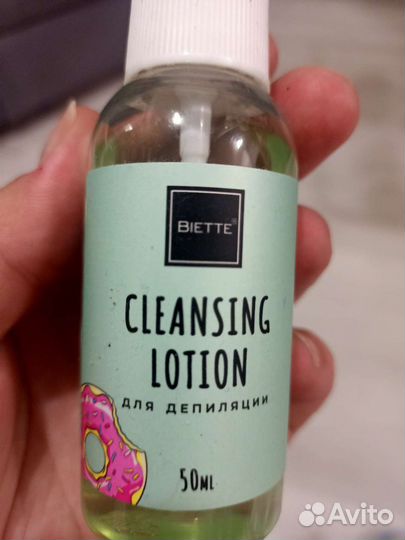 BIETTE®
CLEANSING
LOTION
ДЛЯ ДЕПИЛЯЦИИ
50ML
Avito